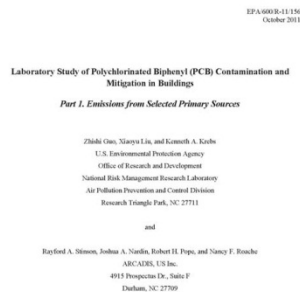 EPA/600/R-11/156
October 2011
Laboratory Study of Polychlorinated Biphenyl (PCB) Contamination and
Mitigation in Buildings
Part 1. Emissions from Selected Primary Sources
Zhishi Guo, Xiaoyu Liu, and Kenneth A. Krebs
U.S. Environmental Protection Agency
Office of Research and Development
National Risk Management Research Laboratory
Air Pollution Prevention and Control Division
Research Triangle Park, NC 27711
and
Rayford A. Stinson, Joshua A. Nardin, Robert H. Pope, and Nancy F. Roache
ARCADIS, US Inc.
4915 Prospectus Dr., Suite F
Durham, NC 27709